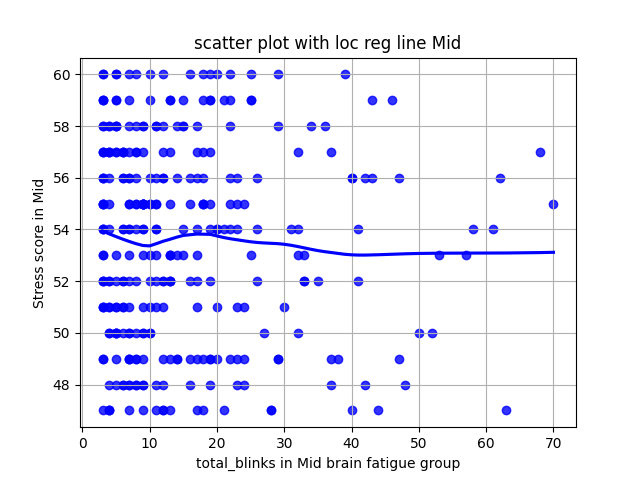 scatter plot with loc reg line Mid
60
58
56
54
52
50
48
Stress score in Mid
0 10 20 30 40 50 60 70
total_blinks in Mid brain fatigue group